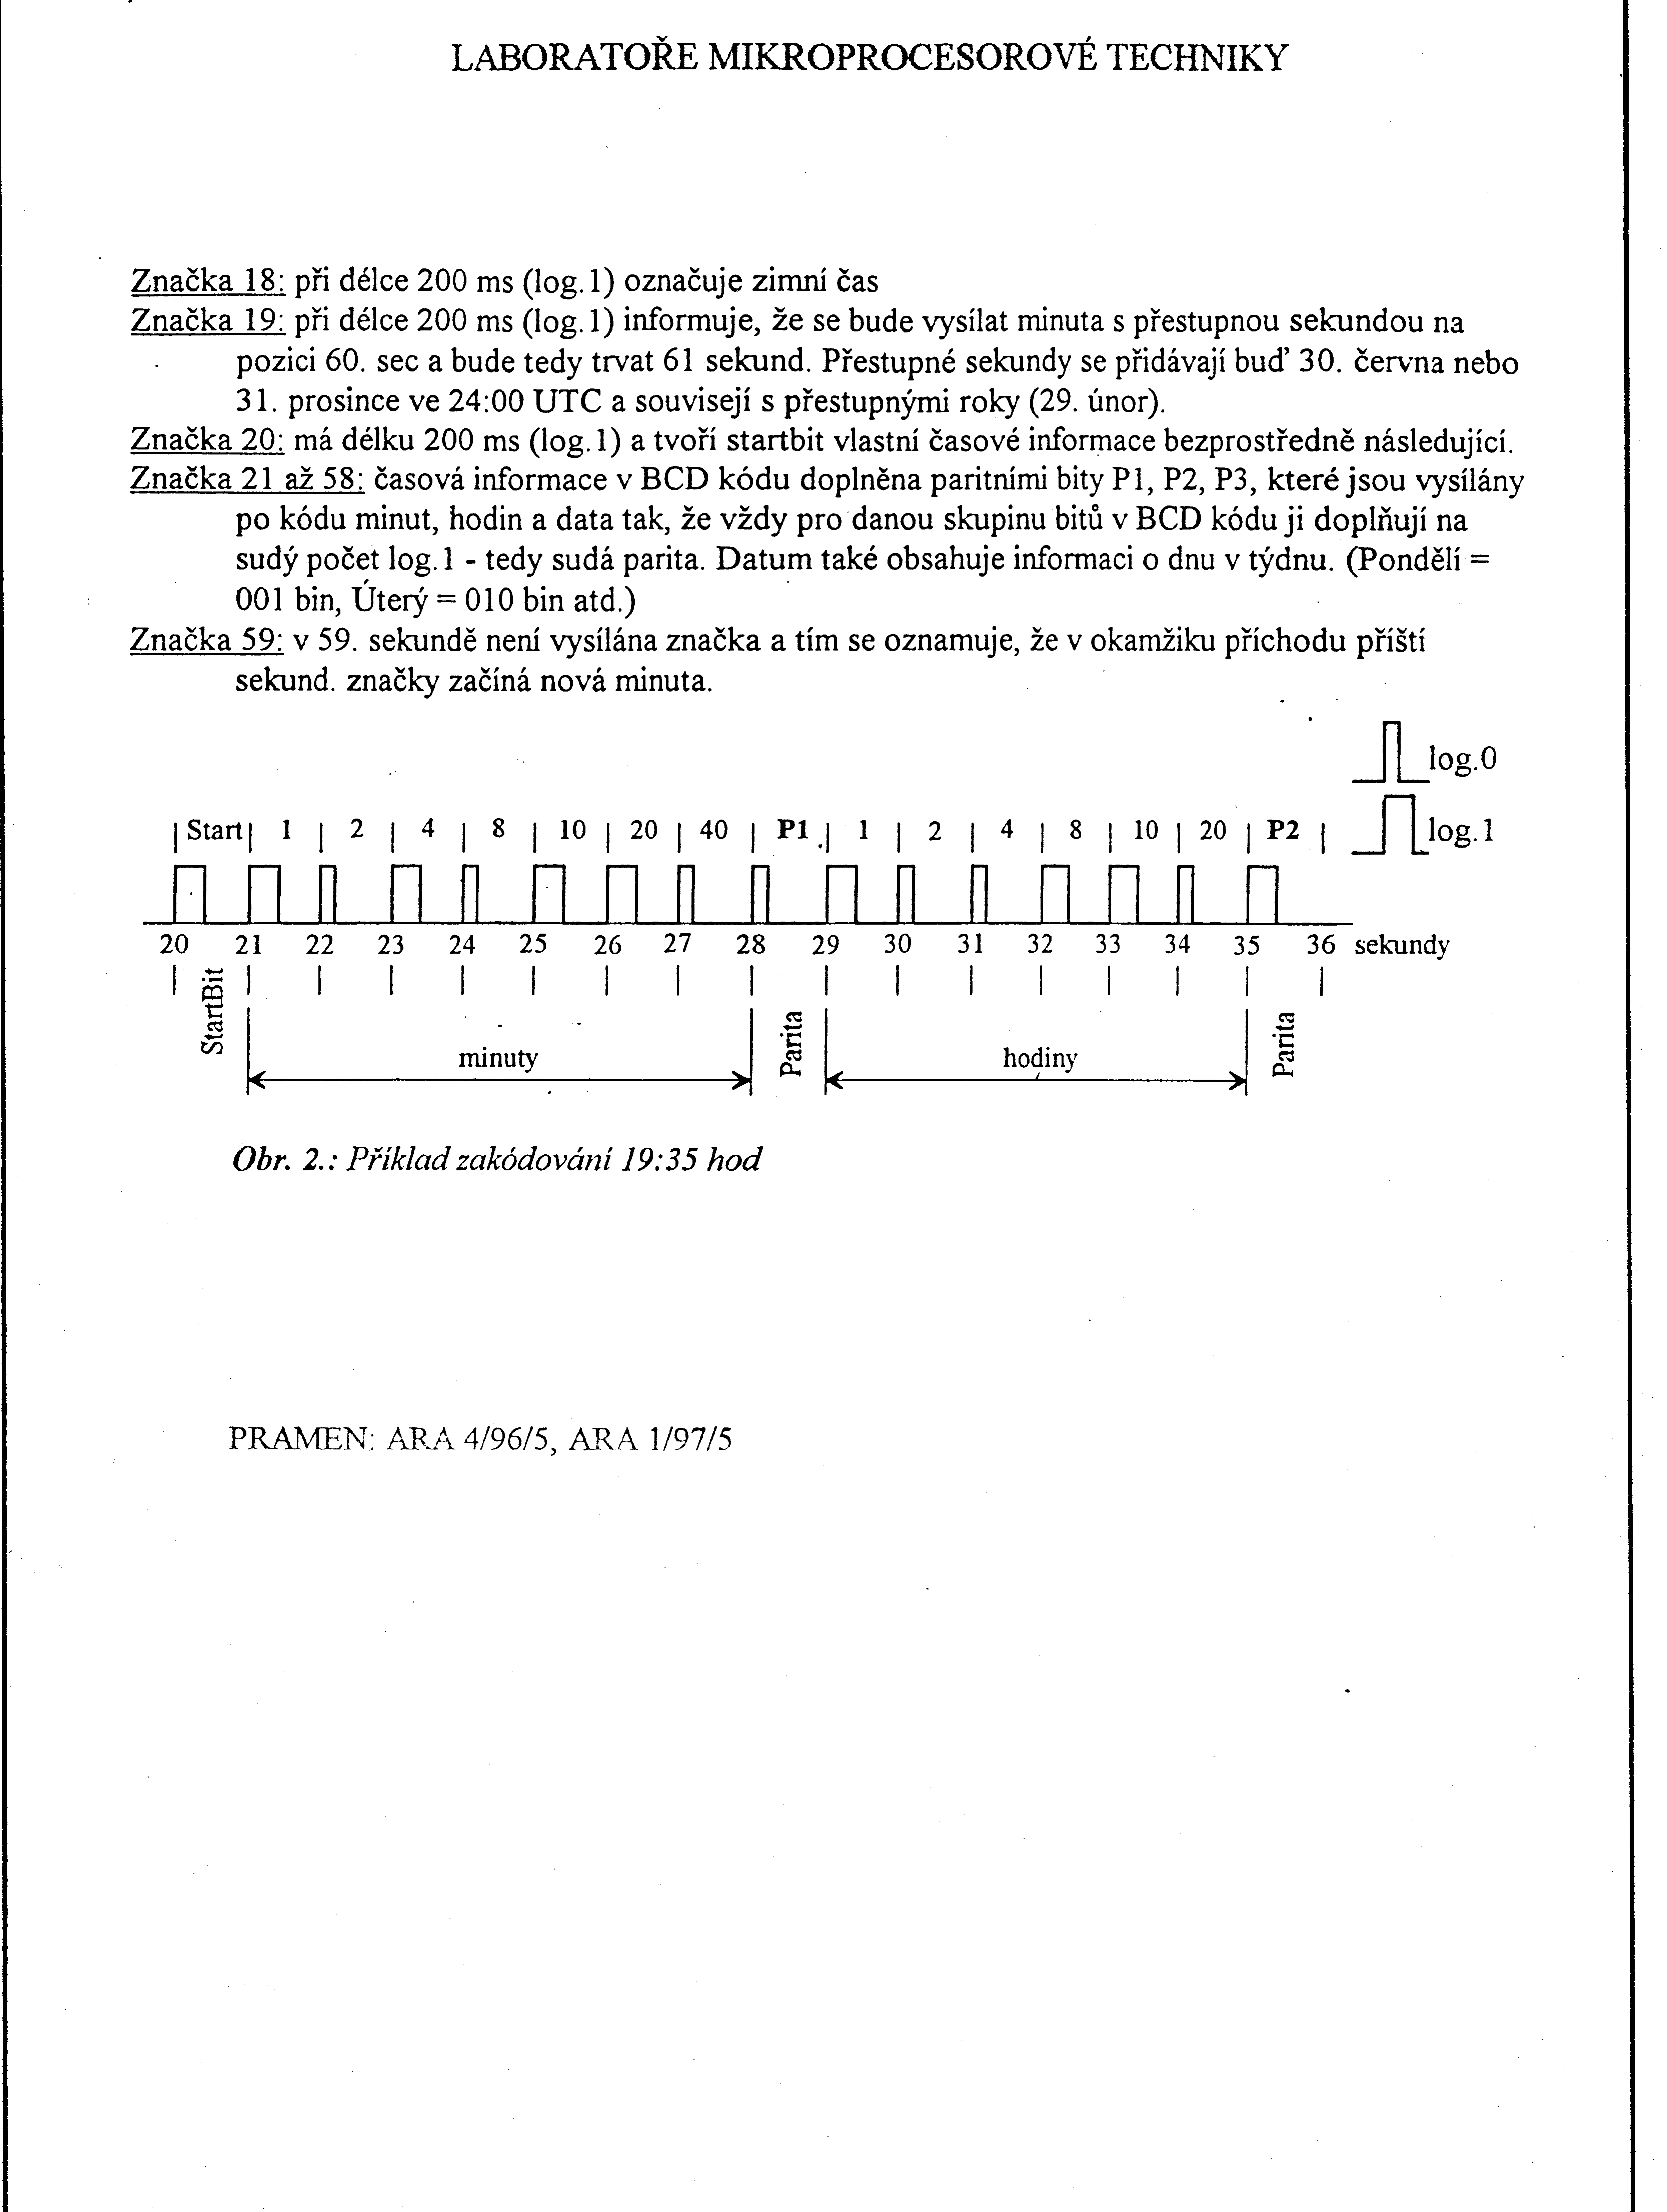 LABORATOŘE MIKROPROCESOROVÉ TECHNIKY
Značka 18: při délce 200 ms (log.1) označuje zimní čas
Značka 19: při délce 200 ms (log.1) informuje, že se bude vysílat minuta s přestupnou sekundou na
pozici 60. sec a bude tedy trvat 61 sekund. Přestupné sekundy se přidávají buď 30. června nebo
31. prosince ve 24:00 UTC a souvisejí s přestupnými roky (29. únor).
Značka 20: má délku 200 ms (log.1) a tvoří startbit vlastní časové informace bezprostředně následující.
Značka 21 až 58: časová informace v BCD kódu doplněna paritními bity P1, P2, P3, které jsou vysílány
po kódu minut, hodin a data tak, že vždy pro danou skupinu bitů v BCD kódu ji doplňují na
sudý počet log.1 - tedy sudá parita. Datum také obsahuje informaci o dnu v týdnu. (Pondělí =
001 bin, Úterý = 010 bin atd.)
Značka 59: v 59. sekundě není vysílána značka a tím se oznamuje, že v okamžiku příchodu příští
sekund. značky začíná nová minuta.
log.0
log.1
Start 1 2 4 8 10 20 40 P1 1 2 4 8 10 20 P2
20 21 22 23 24 25 26 27 28 29 30 31 32 33 34 35 36 sekundy
StartBit
minuty
Parita
hodiny
Parita
Obr. 2.: Příklad zakódování 19:35 hod
PRAMEN: ARA 4/96/5, ARA 1/97/5